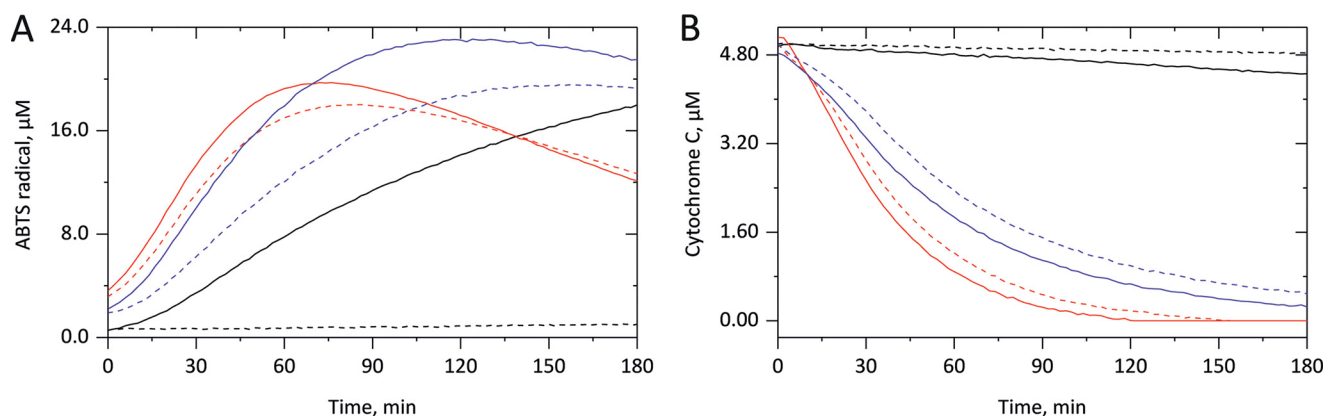 A
24.0
16.0
8.0
0.0
ABTS radical, µM
0 30 60 90 120 150 180
Time, min
B
4.80
3.20
1.60
0.00
Cytochrome C, µM
0 30 60 90 120 150 180
Time, min